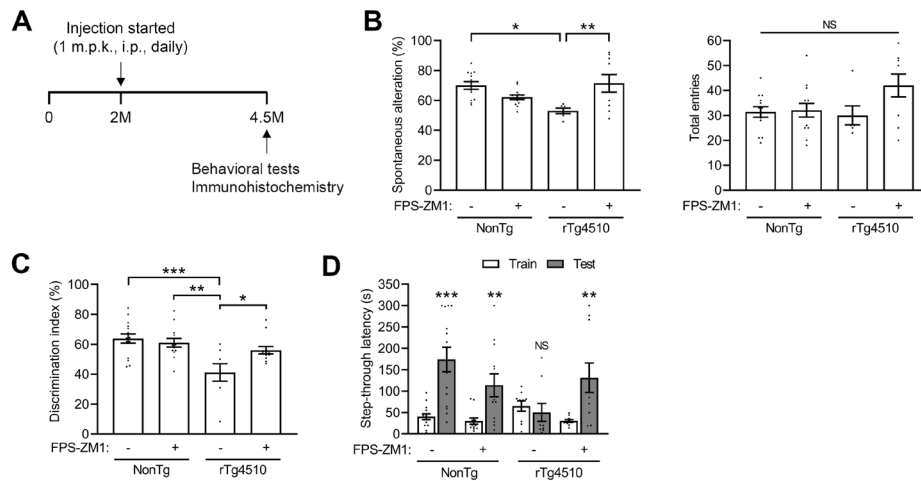 A
Injection started
(1 m.p.k., i.p., daily)
0
2M
4.5M
Behavioral tests
Immunohistochemistry
B
Spontaneous alteration (%)
100
80
60
40
20
0
*
**
FPS-ZM1:
- + - +
NonTg rTg4510
Total entries
60
50
40
30
20
10
0
NS
FPS-ZM1:
- + - +
NonTg rTg4510
C
Discrimination index (%)
100
80
60
40
20
0
***
**
*
FPS-ZM1:
- + - +
NonTg rTg4510
D
Train Test
Step-through latency (s)
350
300
250
200
150
100
50
0
*** ** NS **
FPS-ZM1:
- + - +
NonTg rTg4510